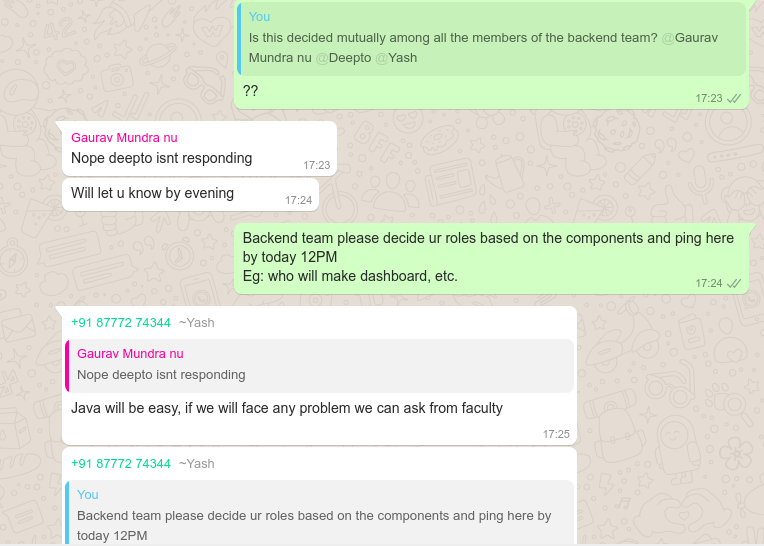 You
Is this decided mutually among all the members of the backend team? @Gaurav
Mundra nu @Deepto @Yash
??
17:23
Gaurav Mundra nu
Nope deepto isnt responding
17:23
Will let u know by evening
17:24
Backend team please decide ur roles based on the components and ping here
by today 12PM
Eg: who will make dashboard, etc.
17:24
+91 87772 74344 ~Yash
Gaurav Mundra nu
Nope deepto isnt responding
Java will be easy, if we will face any problem we can ask from faculty
17:25
+91 87772 74344 ~Yash
You
Backend team please decide ur roles based on the components and ping here by
today 12PM